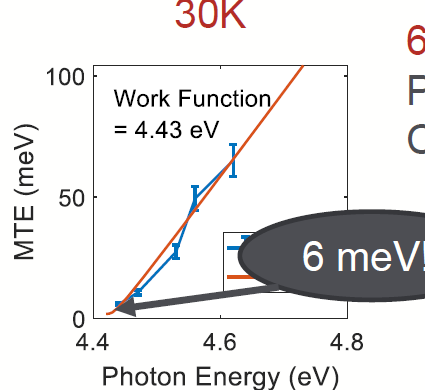 30K
6
P
C
100
Work Function
= 4.43 eV
MTE (meV)
50
6 meV!
0
4.4
4.6
4.8
Photon Energy (eV)